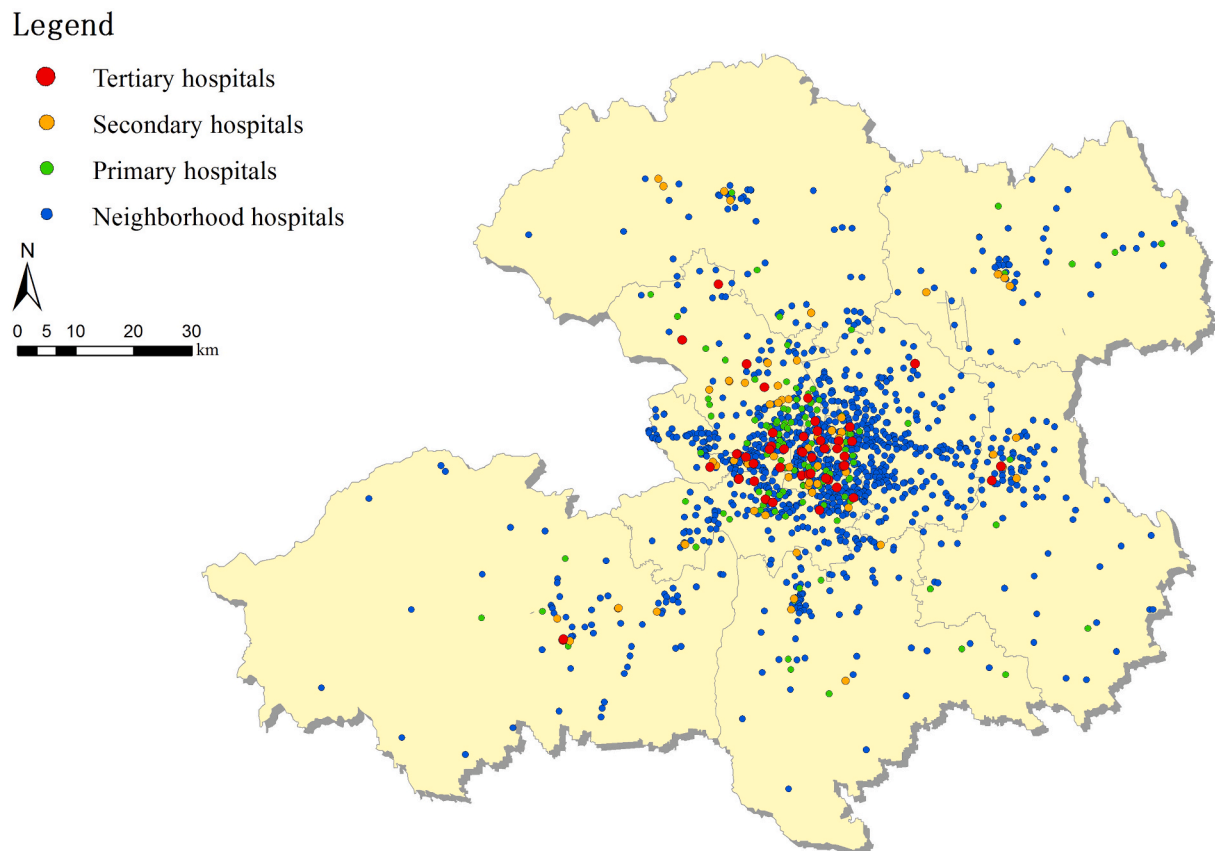 Legend
Tertiary hospitals
Secondary hospitals
Primary hospitals
Neighborhood hospitals
N
0 5 10 20 30
km